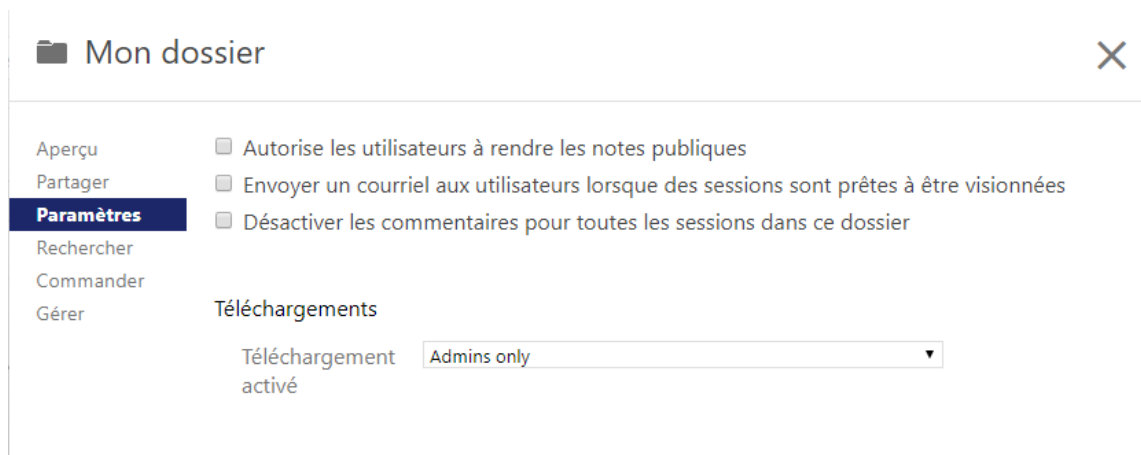 Mon dossier
Aperçu
Partager
Paramètres
Rechercher
Commander
Gérer
Autorise les utilisateurs à rendre les notes publiques
Envoyer un courriel aux utilisateurs lorsque des sessions sont prêtes à être visionnées
Désactiver les commentaires pour toutes les sessions dans ce dossier
Téléchargements
Téléchargement
activé
Admins only